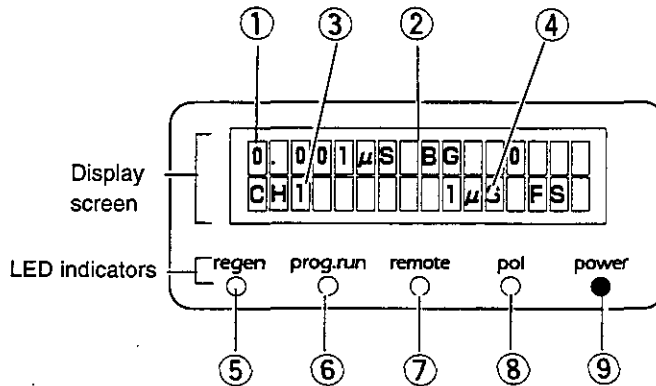 ① ③ ② ④
Display
screen
0.001μS BG 0
CH1 1μS FS
LED indicators
regen prog.run remote pol power
⑤ ⑥ ⑦ ⑧ ⑨